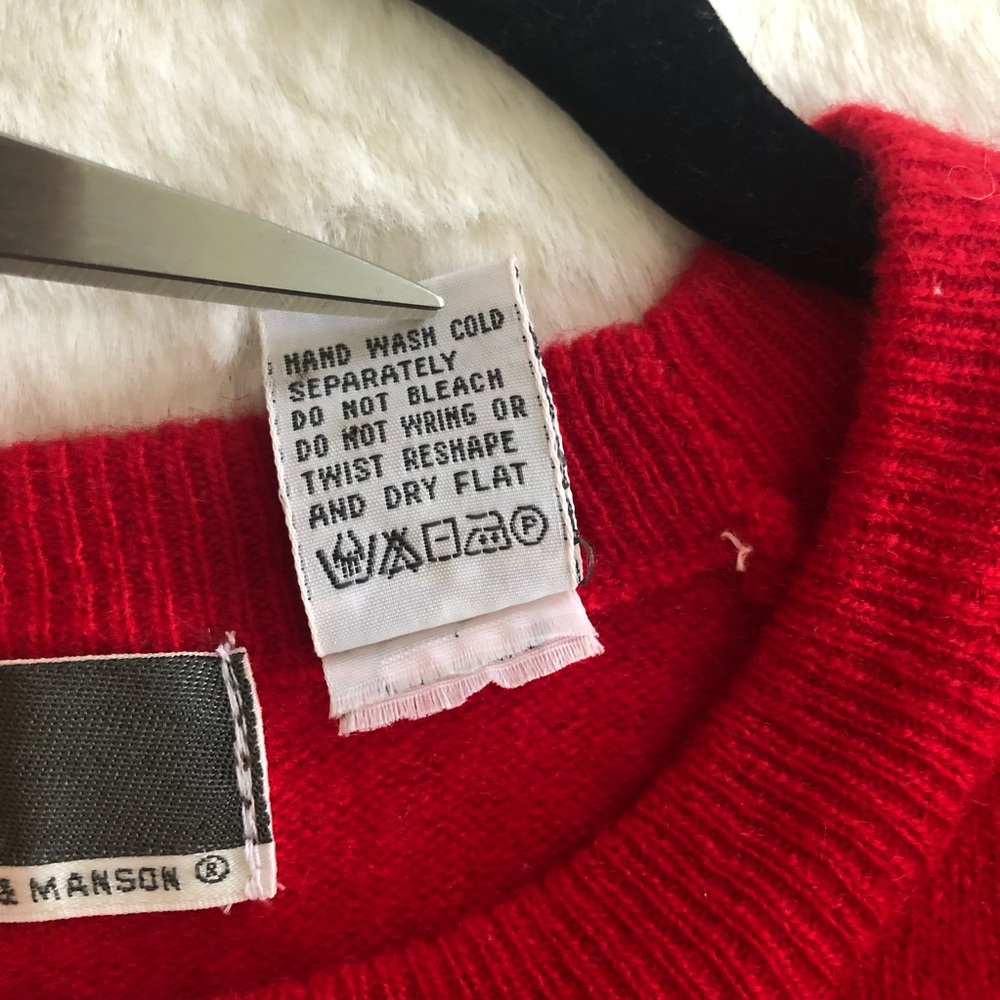 HAND WASH COLD
SEPARATELY
DO NOT BLEACH
DO NOT WRING OR
TWIST RESHAPE
AND DRY FLAT
P
& MANSON ®